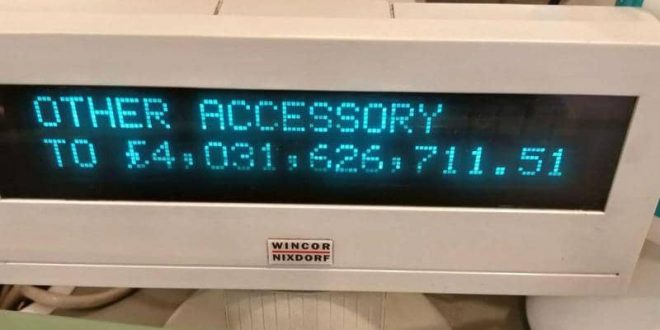 OTHER ACCESSORY
TO £4,031,626,711.51
WINCOR
NIXDORF